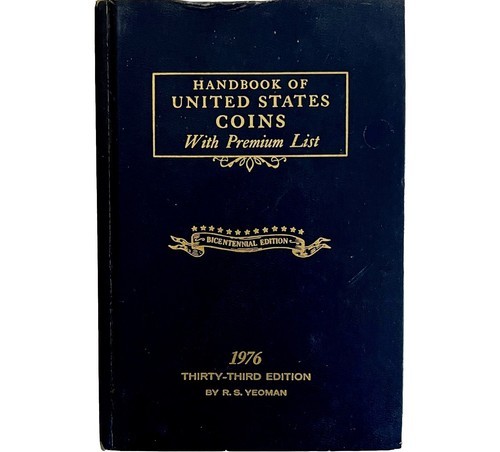 HANDBOOK OF
UNITED STATES
COINS
With Premium List
BICENTENNIAL EDITION
1976
THIRTY-THIRD EDITION
BY R. S. YEOMAN